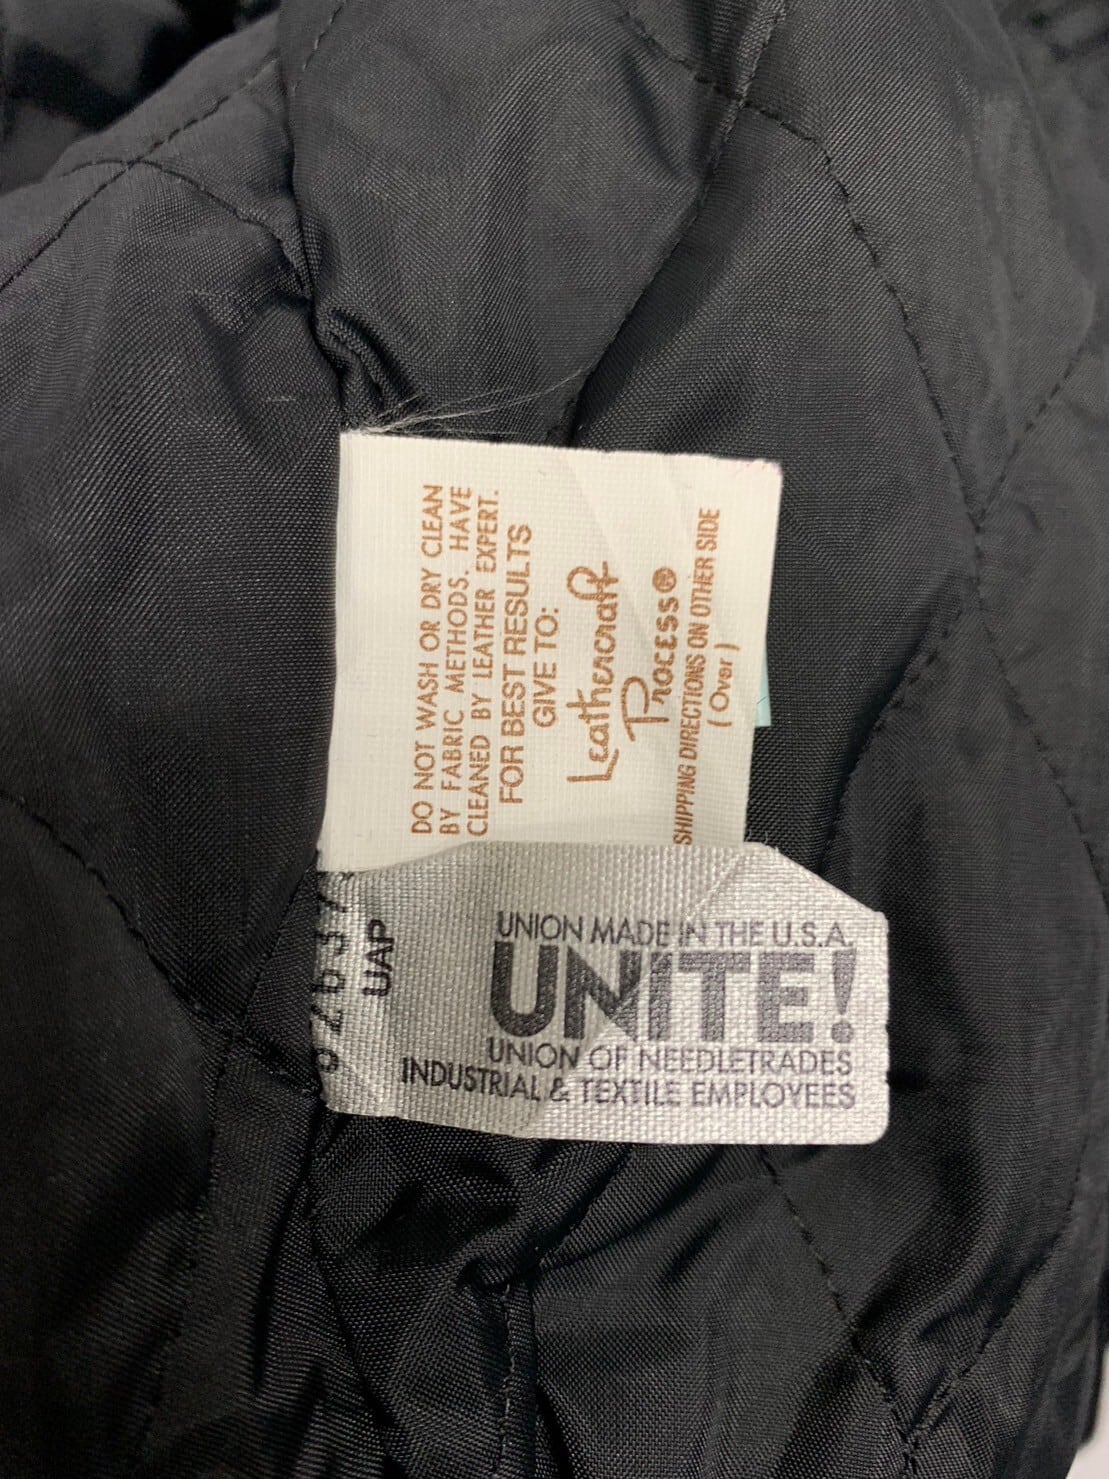 DO NOT WASH OR DRY CLEAN
BY FABRIC METHODS. HAVE
CLEANED BY LEATHER EXPERT.
FOR BEST RESULTS
GIVE TO:
Leathercraft
Process®
SHIPPING DIRECTIONS ON OTHER SIDE
(Over)
UAP
UNION MADE IN THE U.S.A.
UNITE!
UNION OF NEEDLETRADES
INDUSTRIAL & TEXTILE EMPLOYEES